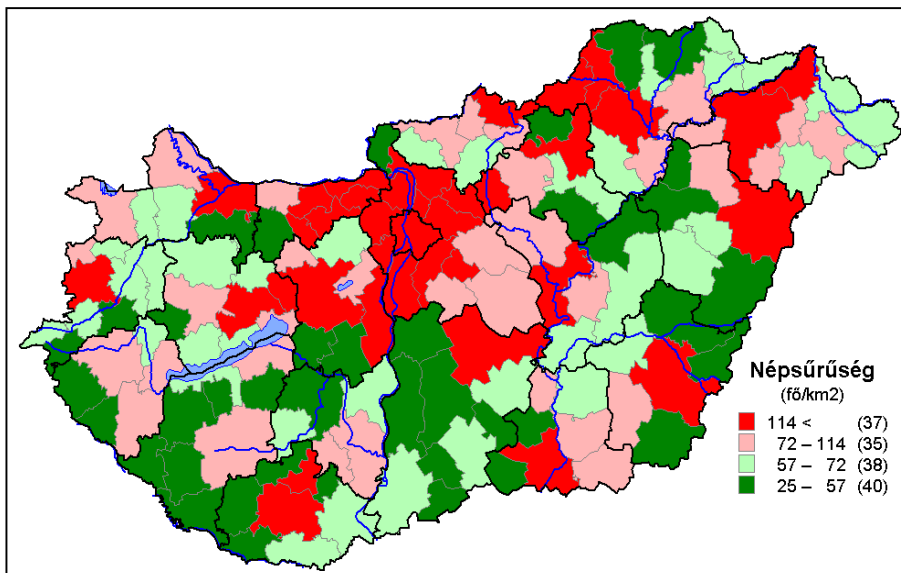 Népsűrűség
(fő/km2)
114 < (37)
72 – 114 (35)
57 – 72 (38)
25 – 57 (40)